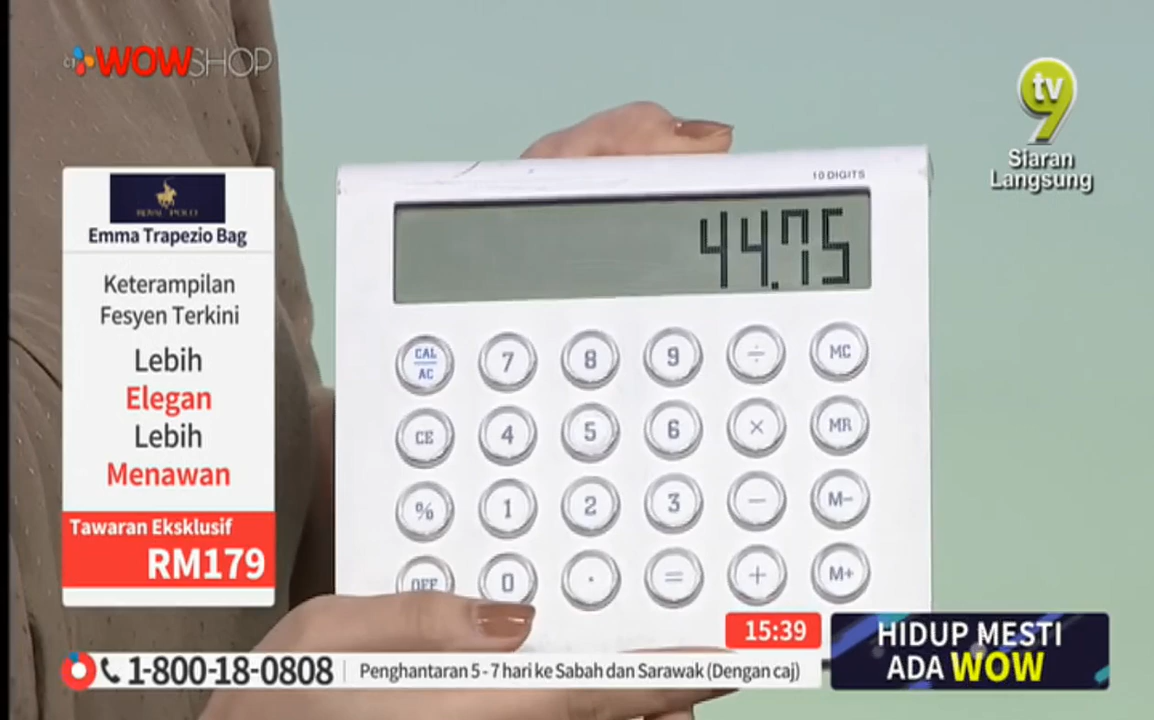 CJ WOWSHOP
tv9
Siaran
Langsung
ROYAL POLO
Emma Trapezio Bag
Keterampilan
Fesyen Terkini
Lebih
Elegan
Lebih
Menawan
Tawaran Eksklusif
RM179
10 DIGITS
44.75
CAL AC 7 8 9 ÷ MC
CE 4 5 6 × MR
% 1 2 3 − M−
OFF 0 . = + M+
15:39
HIDUP MESTI
ADA WOW
1-800-18-0808
Penghantaran 5 - 7 hari ke Sabah dan Sarawak (Dengan caj)